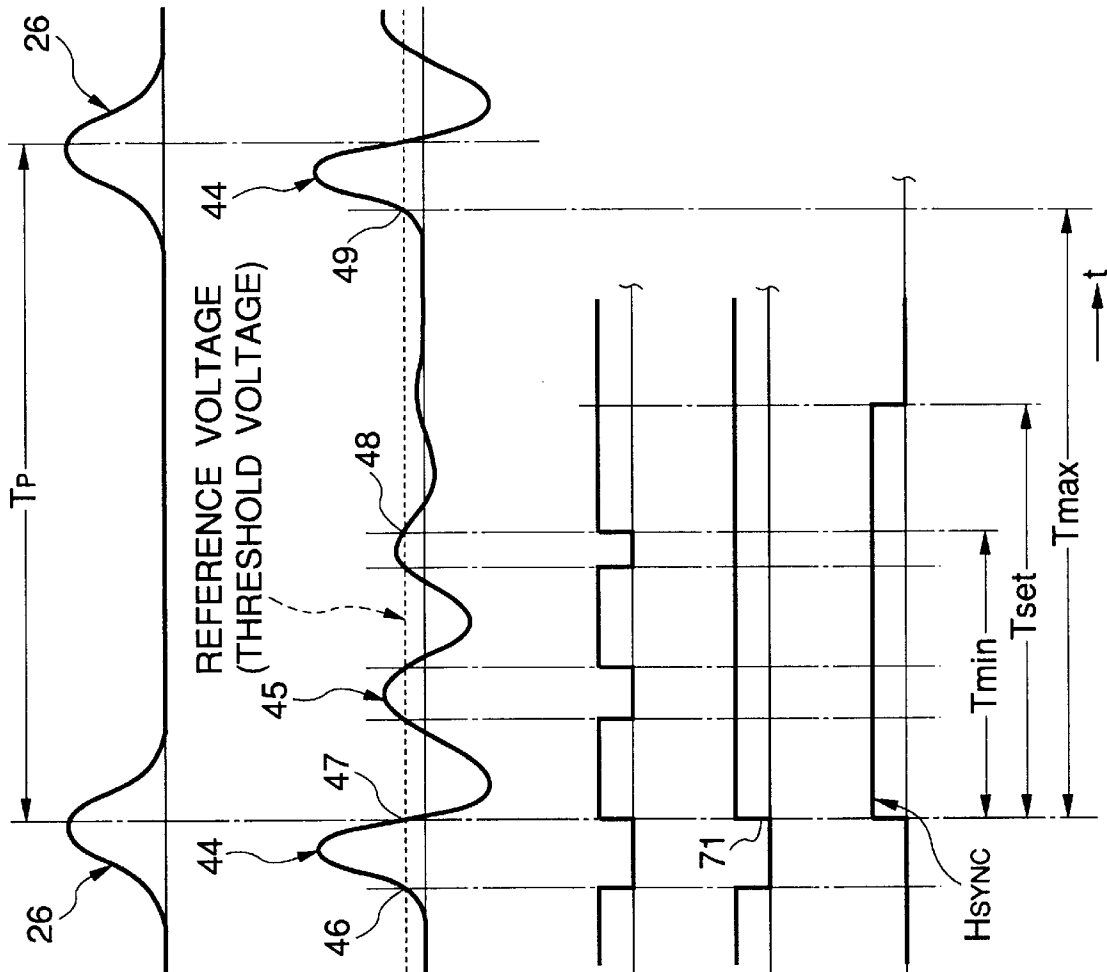 26
TP
26
44
47
45
REFERENCE VOLTAGE
(THRESHOLD VOLTAGE)
48
49
44
46
71
HSYNC
Tmin
Tset
Tmax
t